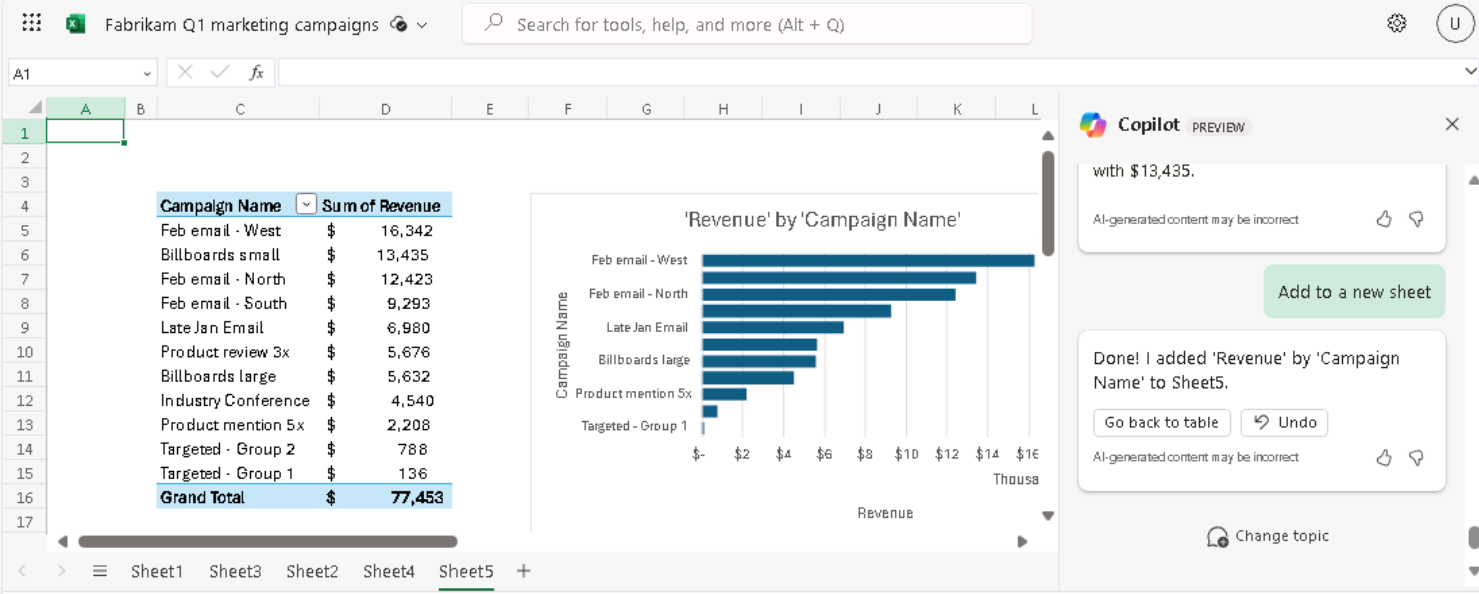 Fabrikam Q1 marketing campaigns
Search for tools, help, and more (Alt + Q)
U
A1
fx
A B C D E F G H I J K L
1
2
3
4 Campaign Name Sum of Revenue
5 Feb email - West $ 16,342
6 Billboards small $ 13,435
7 Feb email - North $ 12,423
8 Feb email - South $ 9,293
9 Late Jan Email $ 6,980
10 Product review 3x $ 5,676
11 Billboards large $ 5,632
12 Industry Conference $ 4,540
13 Product mention 5x $ 2,208
14 Targeted - Group 2 $ 788
15 Targeted - Group 1 $ 136
16 Grand Total $ 77,453
17
'Revenue' by 'Campaign Name'
Campaign Name
Feb email - West
Feb email - North
Late Jan Email
Billboards large
Product mention 5x
Targeted - Group 1
$- $2 $4 $6 $8 $10 $12 $14 $16
Thousa
Revenue
Sheet1 Sheet3 Sheet2 Sheet4 Sheet5 +
Copilot PREVIEW
with $13,435.
AI-generated content may be incorrect
Add to a new sheet
Done! I added 'Revenue' by 'Campaign
Name' to Sheet5.
Go back to table Undo
AI-generated content may be incorrect
Change topic